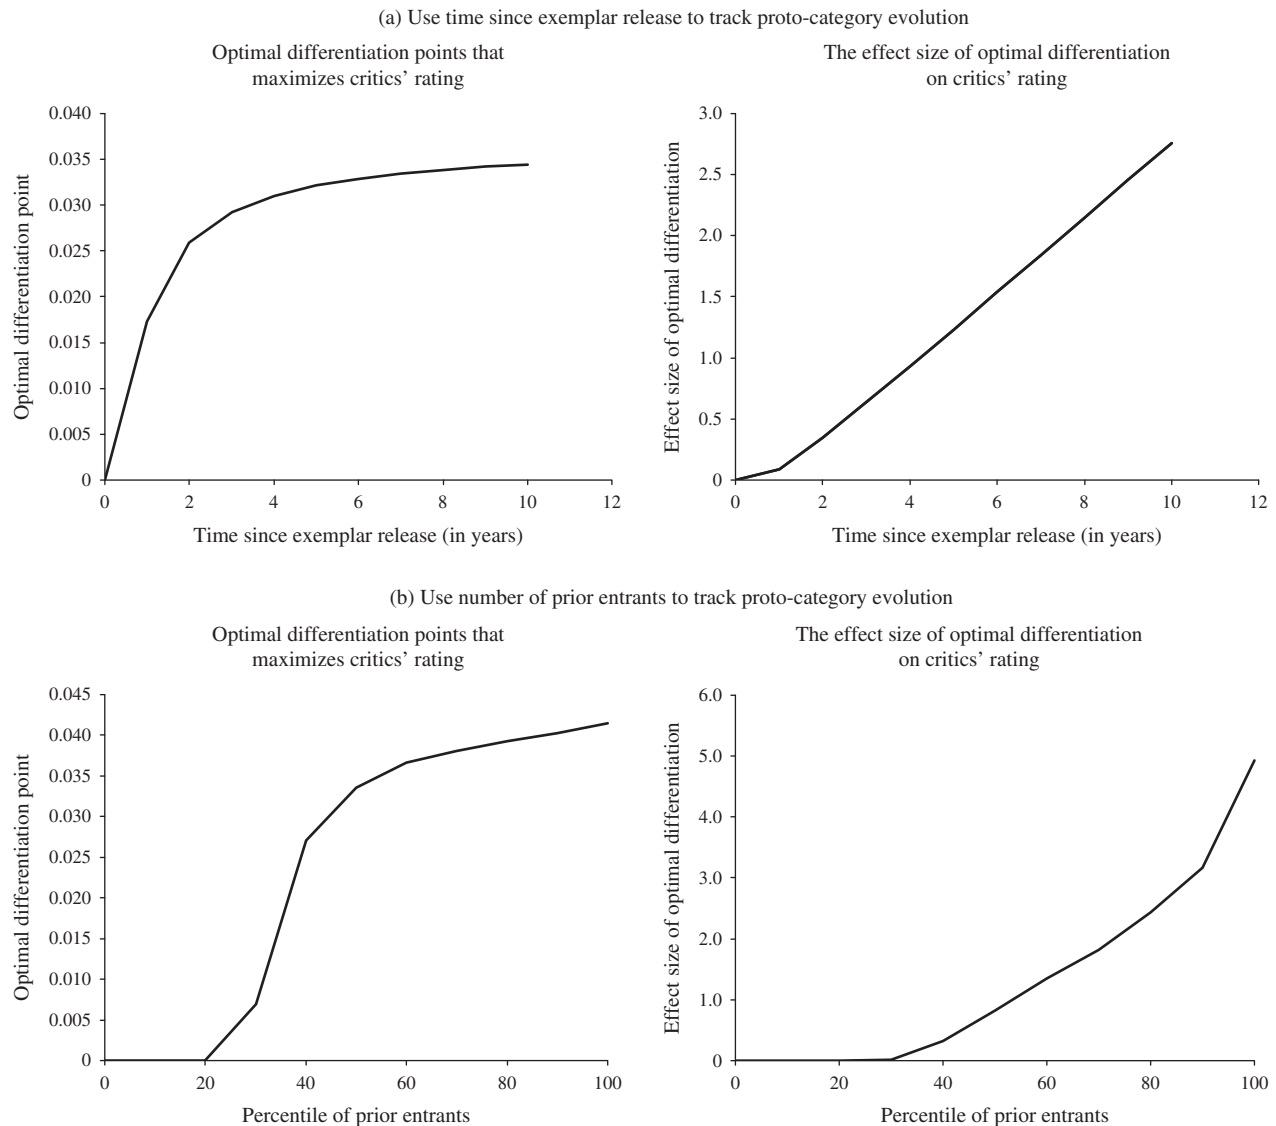 (a) Use time since exemplar release to track proto-category evolution
Optimal differentiation points that
maximizes critics’ rating
0.040
0.035
0.030
0.025
0.020
0.015
0.010
0.005
0
Optimal differentiation point
0 2 4 6 8 10 12
Time since exemplar release (in years)
The effect size of optimal differentiation
on critics’ rating
3.0
2.5
2.0
1.5
1.0
0.5
0
Effect size of optimal differentiation
0 2 4 6 8 10 12
Time since exemplar release (in years)
(b) Use number of prior entrants to track proto-category evolution
Optimal differentiation points that
maximizes critics’ rating
0.045
0.040
0.035
0.030
0.025
0.020
0.015
0.010
0.005
0
Optimal differentiation point
0 20 40 60 80 100
Percentile of prior entrants
The effect size of optimal differentiation
on critics’ rating
6.0
5.0
4.0
3.0
2.0
1.0
0
Effect size of optimal differentiation
0 20 40 60 80 100
Percentile of prior entrants